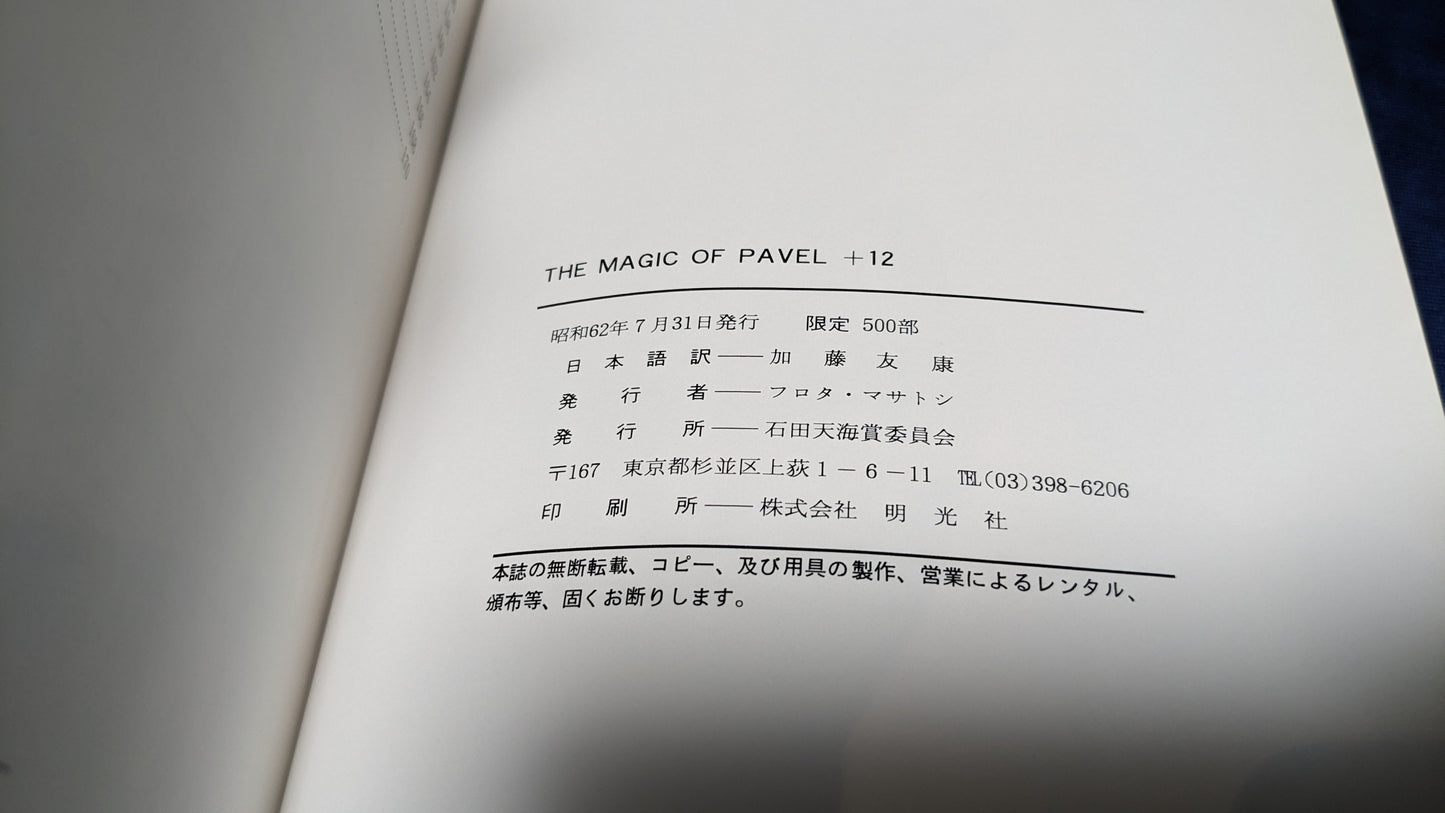 THE MAGIC OF PAVEL +12
昭和62年7月31日発行 限定 500部
日本語訳――加藤友康
発行者――フロタ・マサトシ
発行所――石田天海賞委員会
〒167 東京都杉並区上荻1-6-11 TEL(03)398-6206
印刷所――株式会社 明光社
本誌の無断転載、コピー、及び用具の製作、営業によるレンタル、
頒布等、固くお断りします。